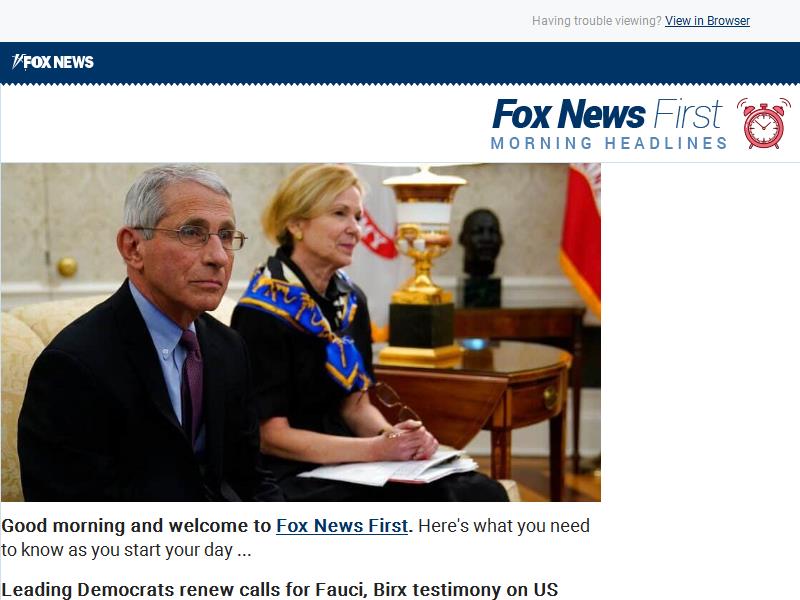 Having trouble viewing? View in Browser
FOX NEWS
Fox News First
MORNING HEADLINES
Good morning and welcome to Fox News First. Here's what you need
to know as you start your day ...
Leading Democrats renew calls for Fauci, Birx testimony on US